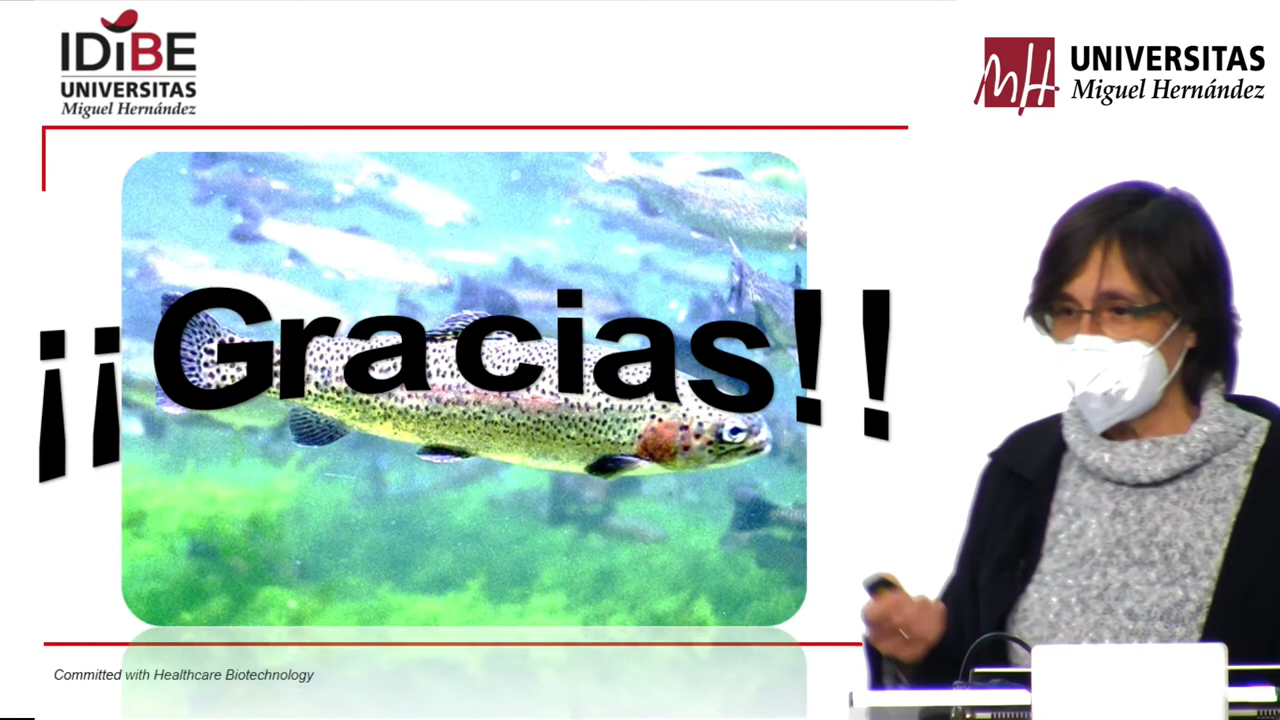 IDiBE
UNIVERSITAS
Miguel Hernández
UNIVERSITAS
Miguel Hernández
¡¡Gracias!!
Committed with Healthcare Biotechnology